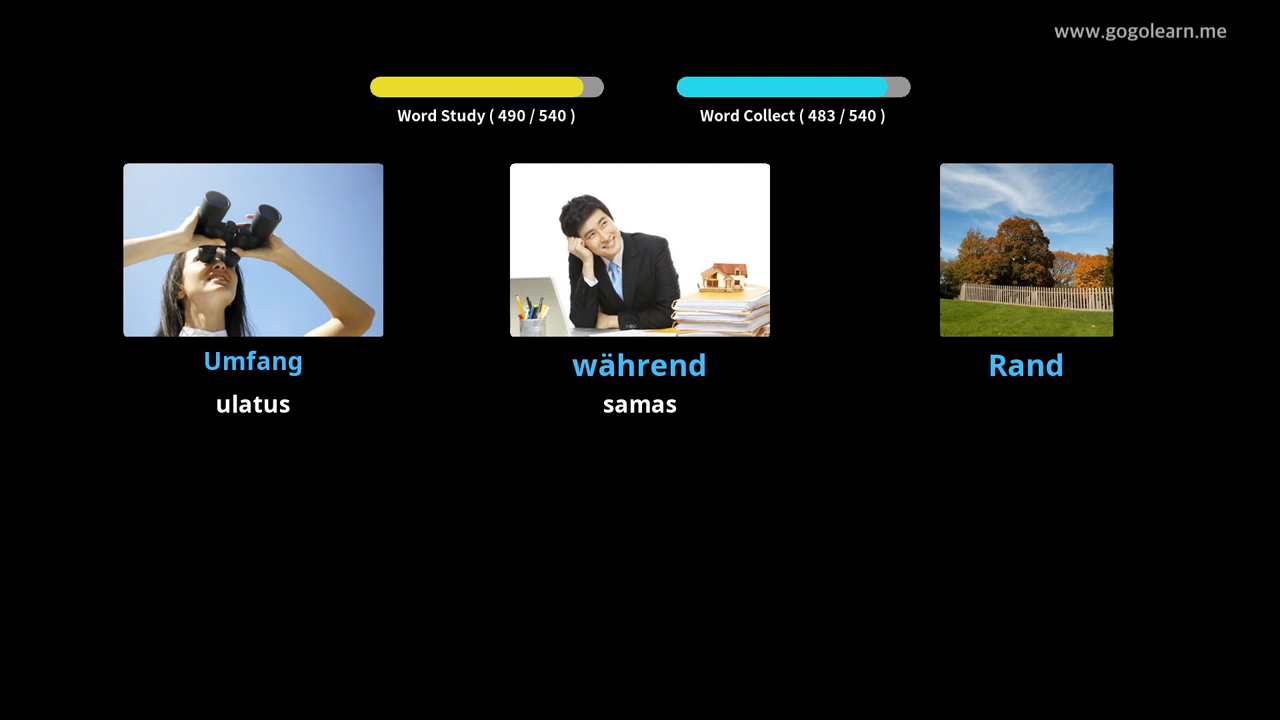 www.gogolearn.me
Word Study ( 490 / 540 )
Word Collect ( 483 / 540 )
Umfang
während
Rand
ulatus
samas